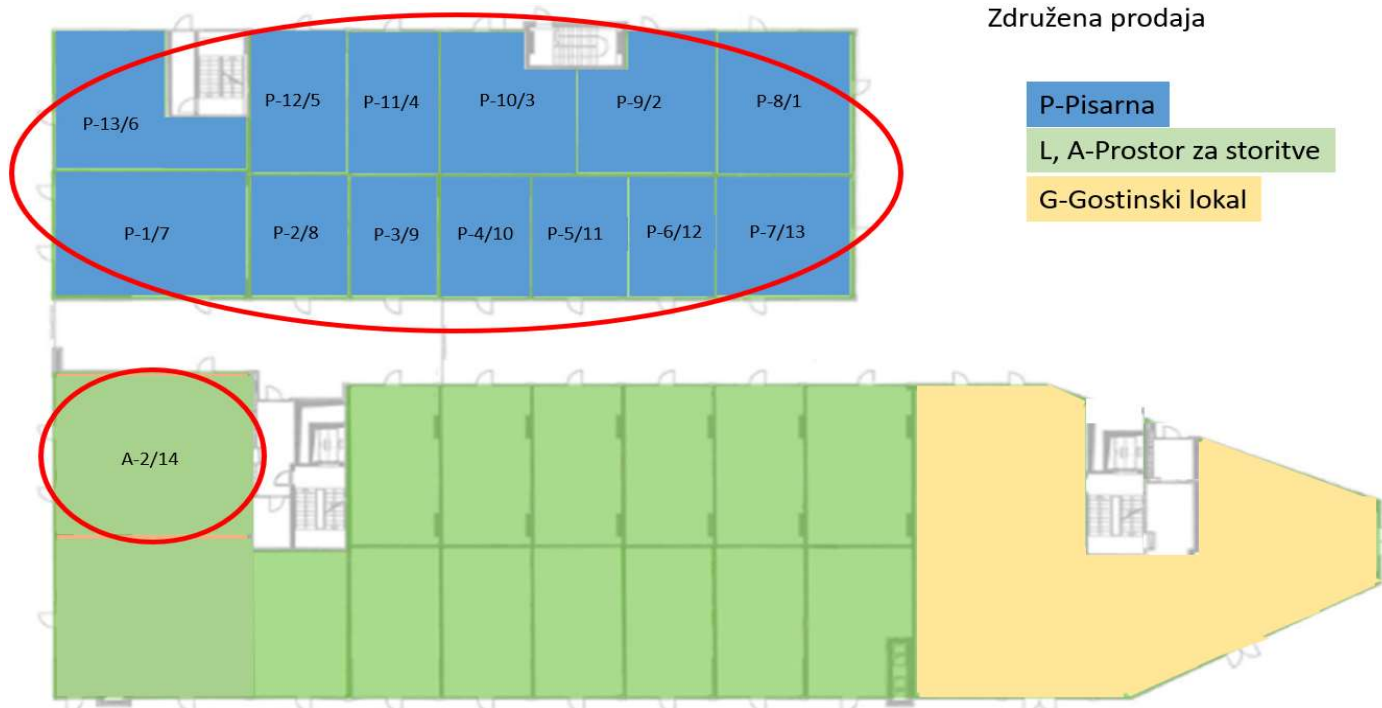 Združena prodaja
P-Pisarna
L, A-Prostor za storitve
G-Gostinski lokal
P-13/6
P-12/5
P-11/4
P-10/3
P-9/2
P-8/1
P-1/7
P-2/8
P-3/9
P-4/10
P-5/11
P-6/12
P-7/13
A-2/14